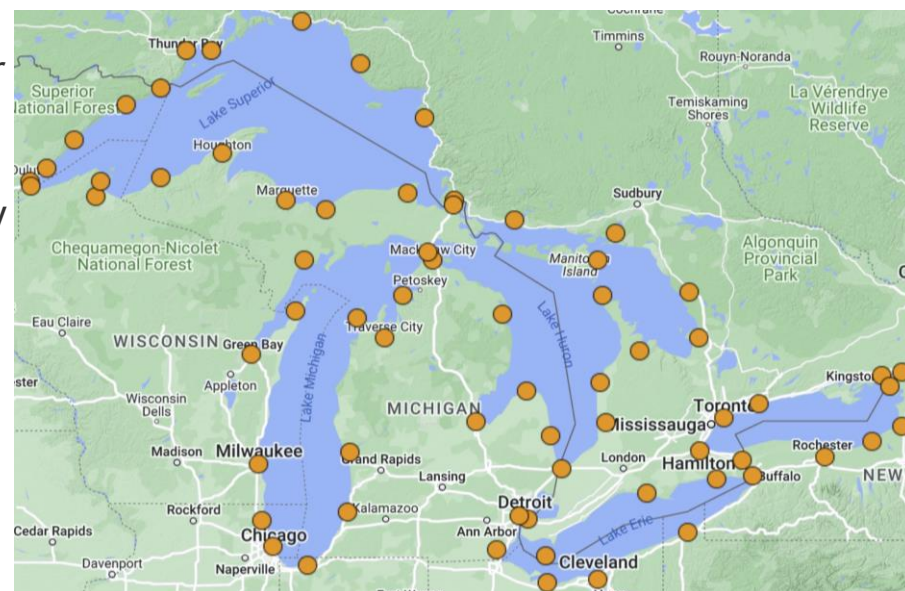 Cochrane
Timmins
Rouyn-Noranda
Thunder Bay
Superior
National Forest
Lake Superior
Temiskaming
Shores
La Vérendrye
Wildlife
Reserve
Houghton
Marquette
Sudbury
Chequamegon-Nicolet
National Forest
Mackinaw City
Manitoulin
Island
Algonquin
Provincial
Park
Petoskey
Eau Claire
WISCONSIN
Green Bay
Traverse City
Lake Michigan
Lake Huron
Appleton
Wisconsin
Dells
MICHIGAN
Kingston
Toronto
Mississauga
Madison
Milwaukee
Grand Rapids
London
Hamilton
Rochester
Lansing
Buffalo
NEW
Rockford
Kalamazoo
Detroit
Ann Arbor
Cedar Rapids
Chicago
Lake Erie
Davenport
Naperville
Cleveland